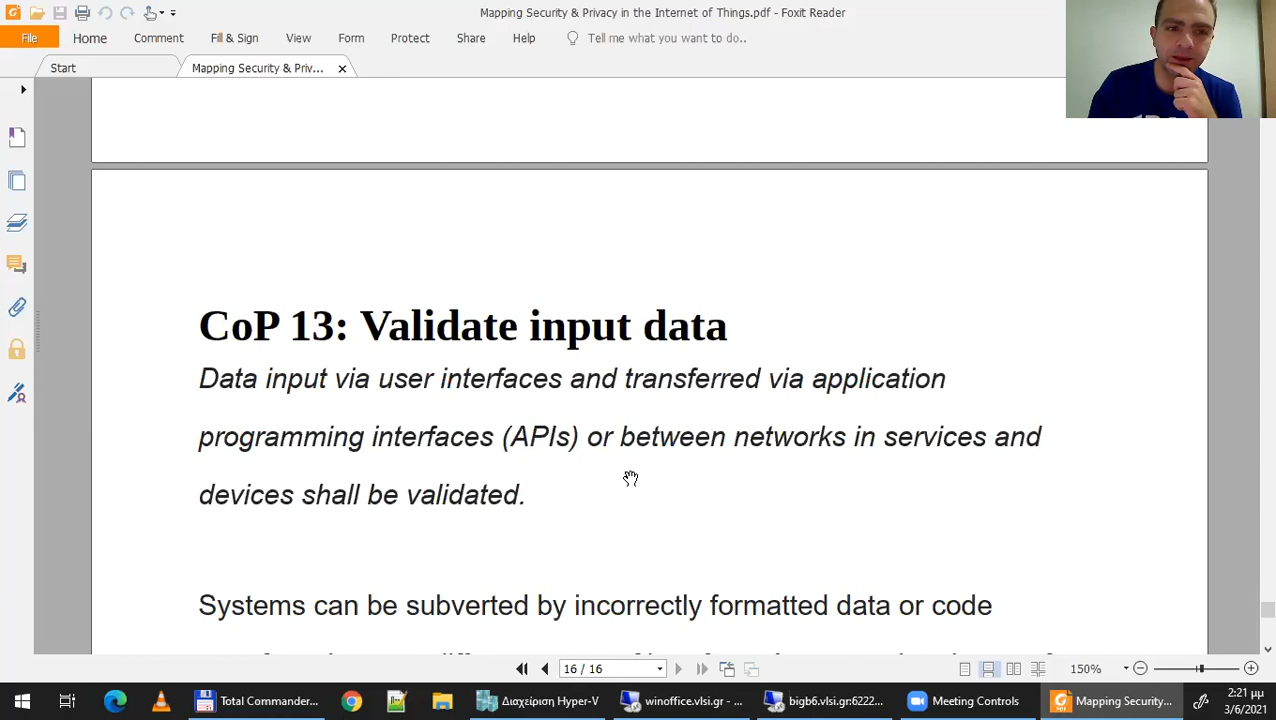 Mapping Security & Privacy in the Internet of Things.pdf - Foxit Reader
File Home Comment Fill & Sign View Form Protect Share Help Tell me what you want to do..
Start Mapping Security & Priv...
CoP 13: Validate input data
Data input via user interfaces and transferred via application
programming interfaces (APIs) or between networks in services and
devices shall be validated.
Systems can be subverted by incorrectly formatted data or code
16 / 16 150%
Total Commander... Διαχείριση Hyper-V winoffice.vlsi.gr - ... bigb6.vlsi.gr:6222... Meeting Controls Mapping Security... 2:21 μμ
3/6/2021